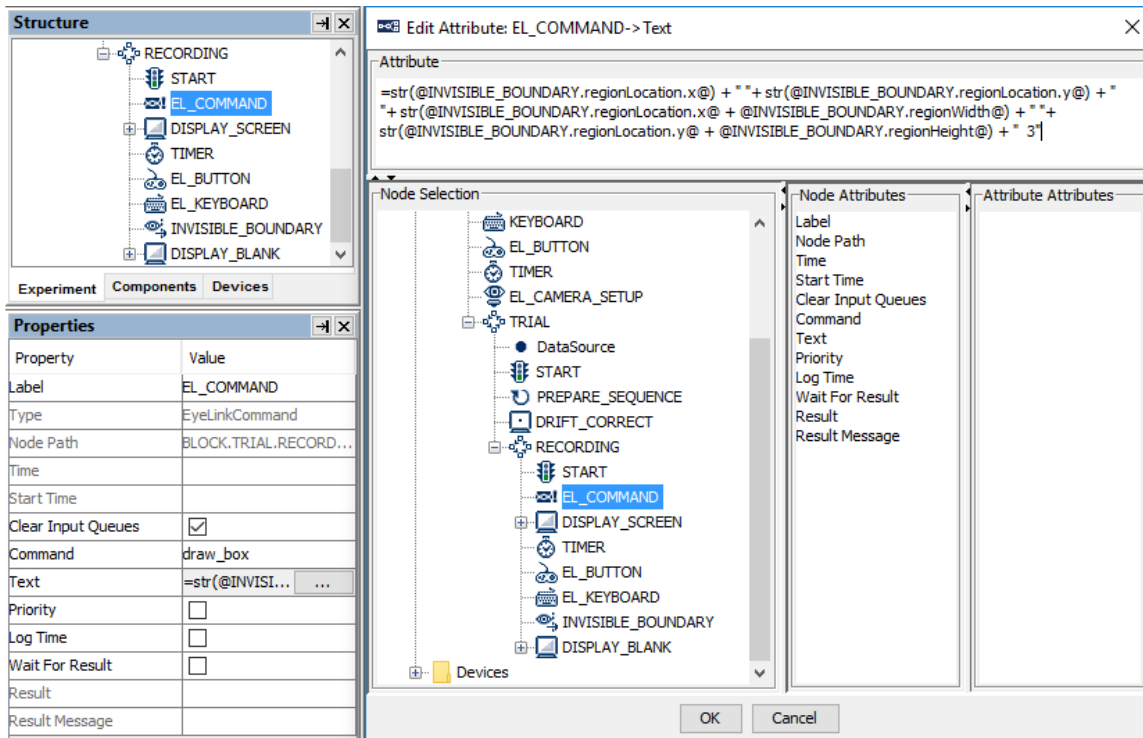 Structure
RECORDING
START
EL_COMMAND
DISPLAY_SCREEN
TIMER
EL_BUTTON
EL_KEYBOARD
INVISIBLE_BOUNDARY
DISPLAY_BLANK
Experiment Components Devices
Properties
Property Value
Label EL_COMMAND
Type EyeLinkCommand
Node Path BLOCK.TRIAL.RECORD...
Time
Start Time
Clear Input Queues
Command draw_box
Text =str(@INVISI... ...
Priority
Log Time
Wait For Result
Result
Result Message
Edit Attribute: EL_COMMAND->Text
Attribute
=str(@INVISIBLE_BOUNDARY.regionLocation.x@) + " "+ str(@INVISIBLE_BOUNDARY.regionLocation.y@) + "
"+ str(@INVISIBLE_BOUNDARY.regionLocation.x@ + @INVISIBLE_BOUNDARY.regionWidth@) + " "+
str(@INVISIBLE_BOUNDARY.regionLocation.y@ + @INVISIBLE_BOUNDARY.regionHeight@) + "  3"
Node Selection
KEYBOARD
EL_BUTTON
TIMER
EL_CAMERA_SETUP
TRIAL
DataSource
START
PREPARE_SEQUENCE
DRIFT_CORRECT
RECORDING
START
EL_COMMAND
DISPLAY_SCREEN
TIMER
EL_BUTTON
EL_KEYBOARD
INVISIBLE_BOUNDARY
DISPLAY_BLANK
Devices
Node Attributes
Label
Node Path
Time
Start Time
Clear Input Queues
Command
Text
Priority
Log Time
Wait For Result
Result
Result Message
Attribute Attributes
OK Cancel